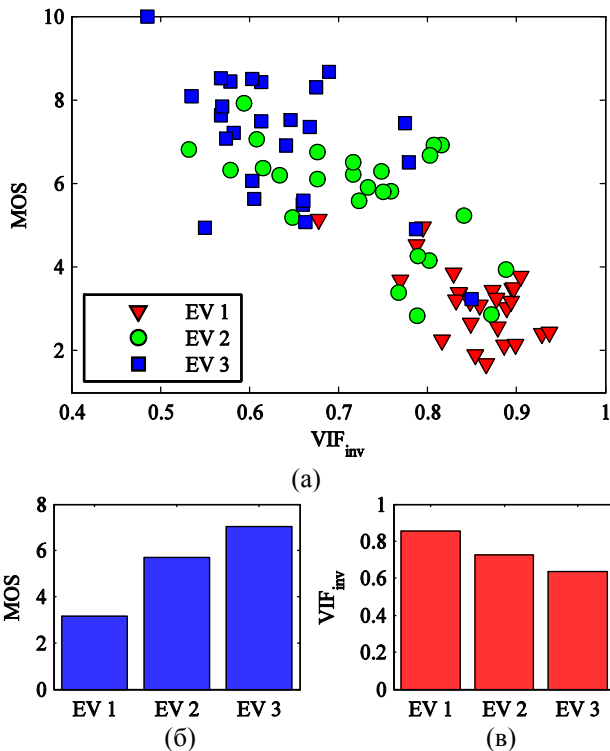 10
8
6
4
2
MOS
EV 1
EV 2
EV 3
0.4 0.5 0.6 0.7 0.8 0.9 1
VIF_inv
(а)
8
6
4
2
0
MOS
EV 1 EV 2 EV 3
(б)
1
0.8
0.6
0.4
0.2
0
VIF_inv
EV 1 EV 2 EV 3
(в)